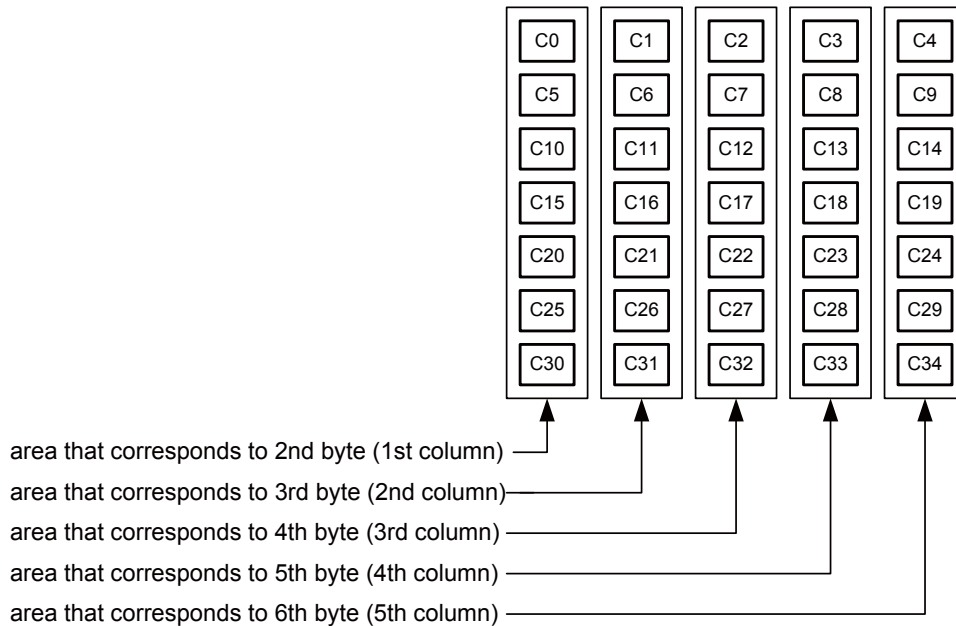 C0 C1 C2 C3 C4
C5 C6 C7 C8 C9
C10 C11 C12 C13 C14
C15 C16 C17 C18 C19
C20 C21 C22 C23 C24
C25 C26 C27 C28 C29
C30 C31 C32 C33 C34
area that corresponds to 2nd byte (1st column)
area that corresponds to 3rd byte (2nd column)
area that corresponds to 4th byte (3rd column)
area that corresponds to 5th byte (4th column)
area that corresponds to 6th byte (5th column)